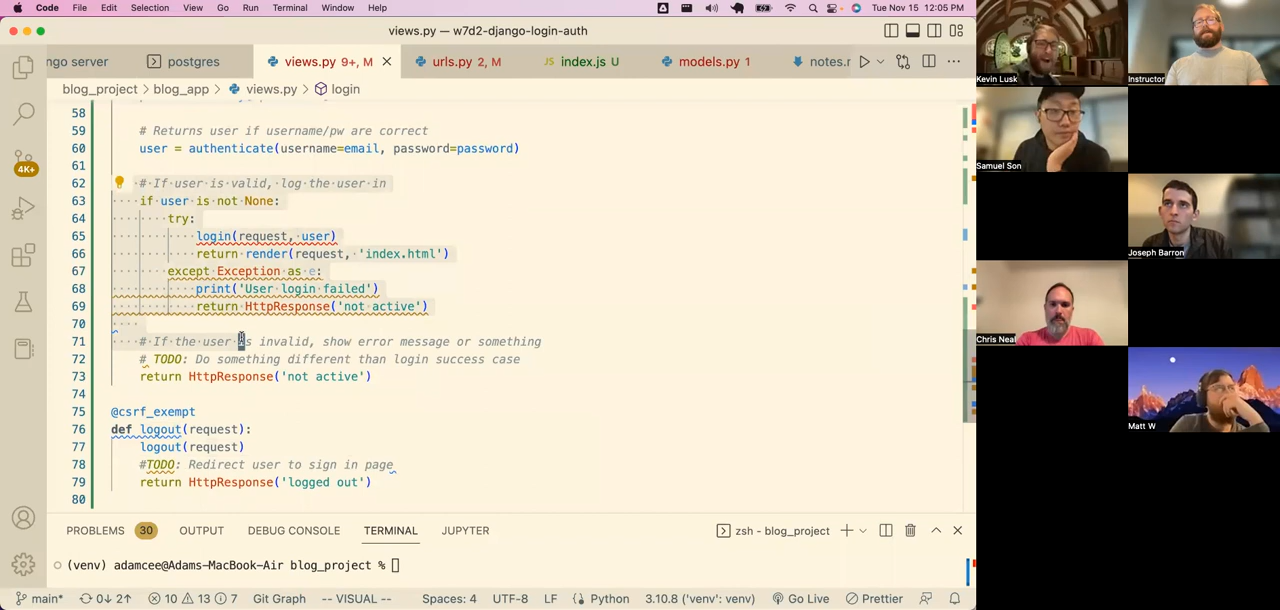 Code File Edit Selection View Go Run Terminal Window Help Tue Nov 15 12:05 PM
views.py — w7d2-django-login-auth
ngo server postgres views.py 9+, M urls.py 2, M index.js U models.py 1 notes.r
blog_project > blog_app > views.py > login
58
59 # Returns user if username/pw are correct
60 user = authenticate(username=email, password=password)
61
62 # If user is valid, log the user in
63 if user is not None:
64 try:
65 login(request, user)
66 return render(request, 'index.html')
67 except Exception as e:
68 print('User login failed')
69 return HttpResponse('not active')
70
71 # If the user is invalid, show error message or something
72 # TODO: Do something different than login success case
73 return HttpResponse('not active')
74
75 @csrf_exempt
76 def logout(request):
77 logout(request)
78 #TODO: Redirect user to sign in page
79 return HttpResponse('logged out')
80
4K+
PROBLEMS 30 OUTPUT DEBUG CONSOLE TERMINAL JUPYTER zsh - blog_project
(venv) adamcee@Adams-MacBook-Air blog_project %
main* 0↓ 2↑ 10 13 7 Git Graph -- VISUAL -- Spaces: 4 UTF-8 LF Python 3.10.8 ('venv': venv) Go Live Prettier
Kevin Lusk
Instructor
Samuel Son
Joseph Barron
Chris Neal
Matt W